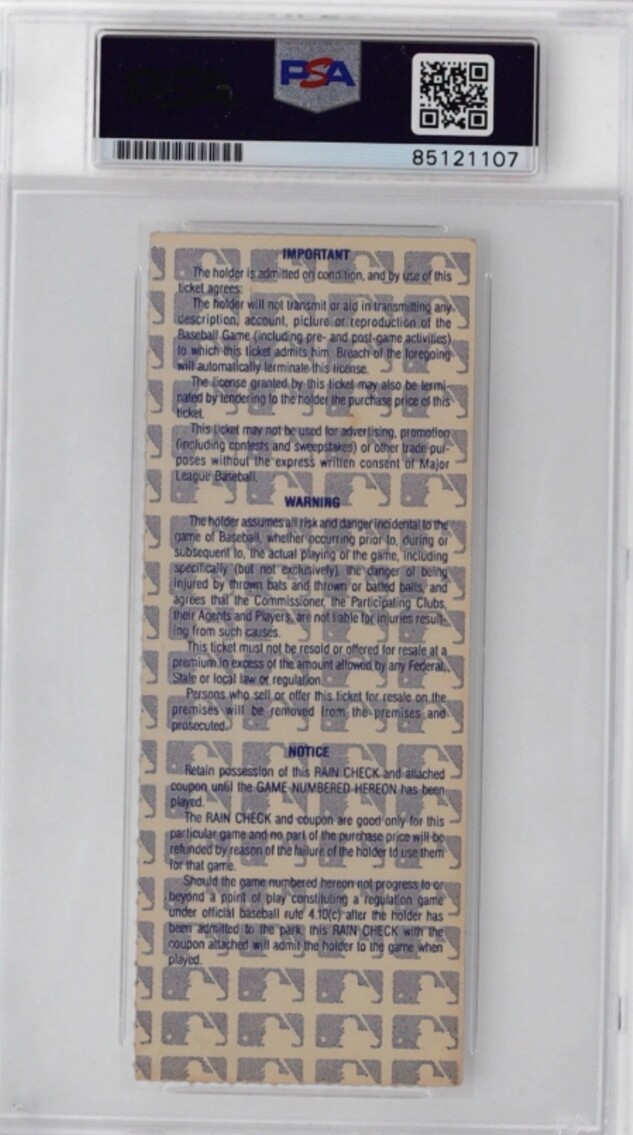 PSA
85121107
IMPORTANT
The holder is admitted on condition, and by use of this
ticket agrees:
The holder will not transmit or aid in transmitting any
description, account, picture or reproduction of the
Baseball Game (including pre- and post-game activities)
to which this ticket admits him. Breach of the foregoing
will automatically terminate this license.
The license granted by this ticket may also be termi-
nated by tendering to the holder the purchase price of this
ticket.
This ticket may not be used for advertising, promotion
(including contests and sweepstakes) or other trade pur-
poses without the express written consent of Major
League Baseball.
WARNING
The holder assumes all risk and danger incidental to the
game of Baseball, whether occurring prior to, during or
subsequent to, the actual playing of the game, including
specifically (but not exclusively), the danger of being
injured by thrown bats and thrown or batted balls, and
agrees that the Commissioner, the Participating Clubs,
their Agents and Players, are not liable for injuries result-
ing from such causes.
This ticket must not be resold or offered for resale at a
premium in excess of the amount allowed by any Federal,
State or local law or regulation.
Persons who sell or offer this ticket for resale on the
premises will be removed from the premises and
prosecuted.
NOTICE
Retain possession of this RAIN CHECK and attached
coupon until the GAME NUMBERED HEREON has been
played.
The RAIN CHECK and coupon are good only for this
particular game and no part of the purchase price will be
refunded by reason of the failure of the holder to use them
for that game.
Should the game numbered hereon not progress to or
beyond a point of play constituting a regulation game
under official baseball rule 4.10(c) after the holder has
been admitted to the park, this RAIN CHECK with the
coupon attached will admit the holder to the game when
played.